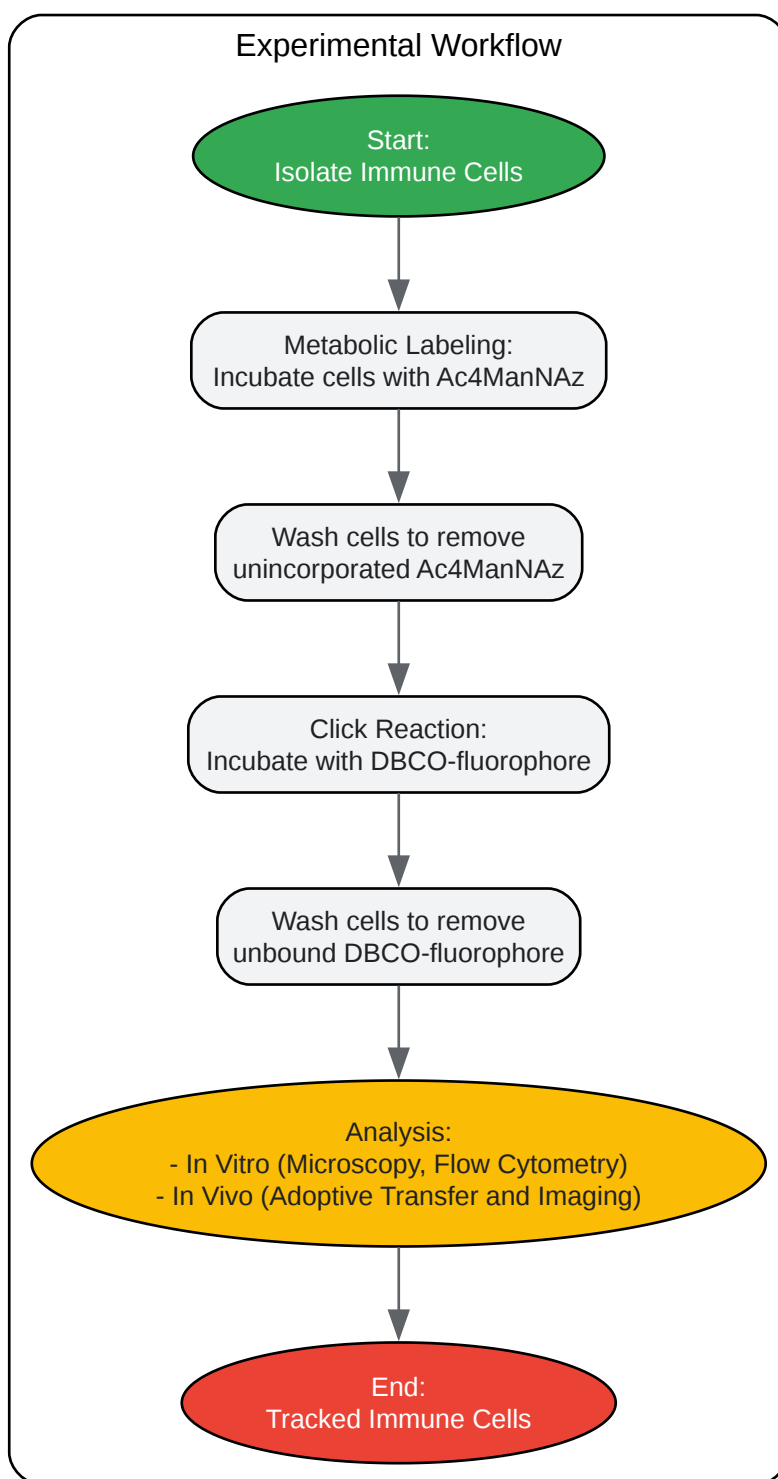 Experimental Workflow
Start:
Isolate Immune Cells
Metabolic Labeling:
Incubate cells with Ac4ManNAz
Wash cells to remove
unincorporated Ac4ManNAz
Click Reaction:
Incubate with DBCO-fluorophore
Wash cells to remove
unbound DBCO-fluorophore
Analysis:
- In Vitro (Microscopy, Flow Cytometry)
- In Vivo (Adoptive Transfer and Imaging)
End:
Tracked Immune Cells